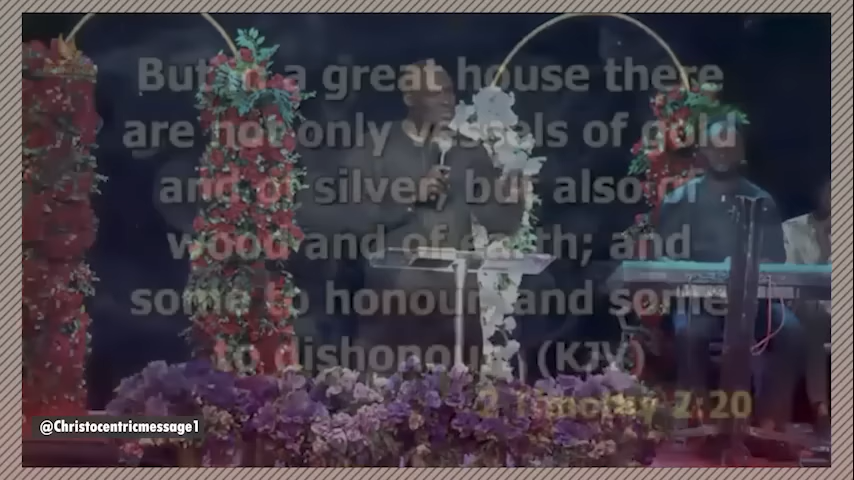 But in a great house there
are not only vessels of gold
and of silver, but also of
wood and of earth; and
some to honour, and some
to dishonour. (KJV)
2 Timothy 2:20
@Christocentricmessage1